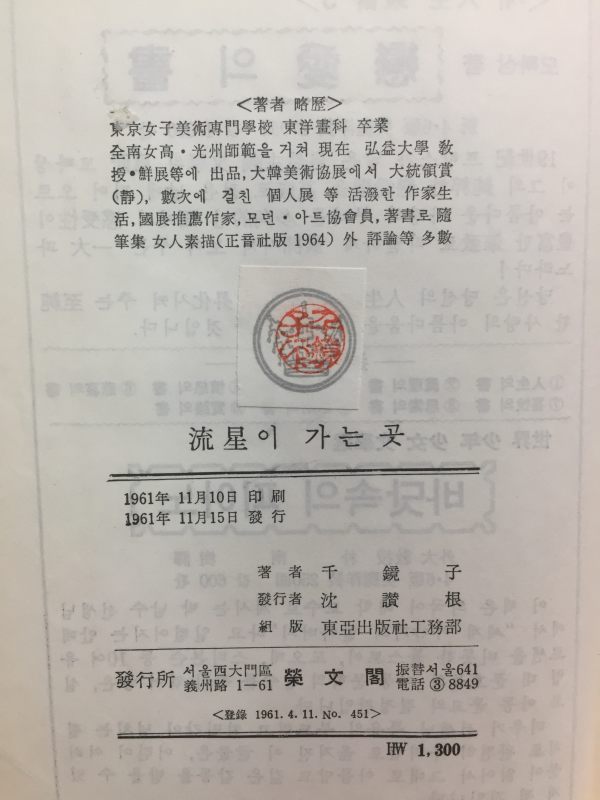 ＜著者 略歷＞
東京女子美術専門學校 東洋畫科 卒業
全南女高·光州師範을 거쳐 現在 弘益大學 敎
授·鮮展等에 出品, 大韓美術協展에서 大統領賞
(靜), 數次에 걸친 個人展 等 活潑한 作家生
活, 國展推薦作家, 모던·아트協會員, 著書로 隨
筆集 女人素描(正音社版 1964) 外 評論等 多數
流星이 가는 곳
1961年 11月10日 印刷
1961年 11月15日 發行
著者 千鏡子
發行者 沈讃根
組版 東亞出版社工務部
發行所 서울西大門區 義州路 1—61 榮文閣 振替서울641 電話③8849
＜登錄 1961. 4. 11. No. 451＞
HW 1,300